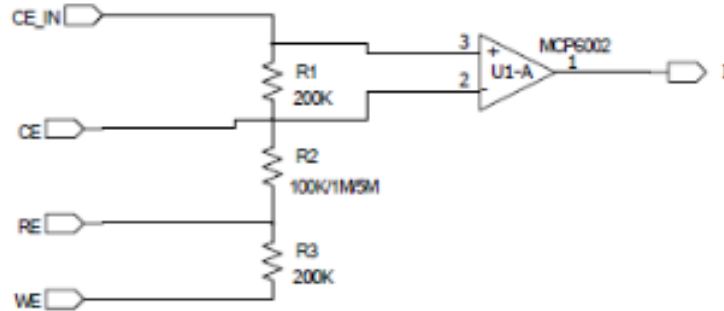 CE_IN
3
MCP6002
+
U1-A
1
2
-
R1
200K
CE
R2
100K/1M/5M
RE
R3
200K
WE